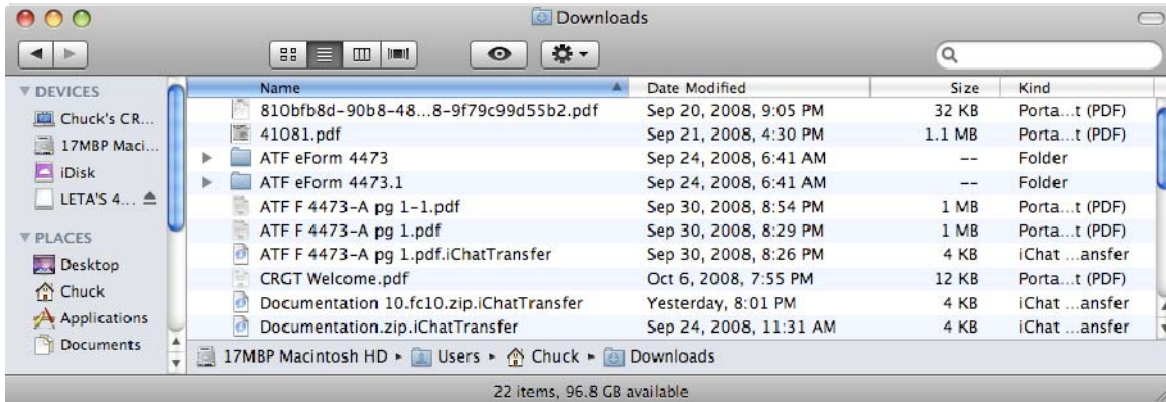 Downloads
DEVICES
Chuck's CR...
17MBP Maci...
iDisk
LETA'S 4...
PLACES
Desktop
Chuck
Applications
Documents
Name Date Modified Size Kind
810bfb8d-90b8-48...8-9f79c99d55b2.pdf Sep 20, 2008, 9:05 PM 32 KB Porta...t (PDF)
41081.pdf Sep 21, 2008, 4:30 PM 1.1 MB Porta...t (PDF)
ATF eForm 4473 Sep 24, 2008, 6:41 AM -- Folder
ATF eForm 4473.1 Sep 24, 2008, 6:41 AM -- Folder
ATF F 4473-A pg 1-1.pdf Sep 30, 2008, 8:54 PM 1 MB Porta...t (PDF)
ATF F 4473-A pg 1.pdf Sep 30, 2008, 8:29 PM 1 MB Porta...t (PDF)
ATF F 4473-A pg 1.pdf.iChatTransfer Sep 30, 2008, 8:26 PM 4 KB iChat ...ansfer
CRGT Welcome.pdf Oct 6, 2008, 7:55 PM 12 KB Porta...t (PDF)
Documentation 10.fc10.zip.iChatTransfer Yesterday, 8:01 PM 4 KB iChat ...ansfer
Documentation.zip.iChatTransfer Sep 24, 2008, 11:31 AM 4 KB iChat ...ansfer
17MBP Macintosh HD ▸ Users ▸ Chuck ▸ Downloads
22 items, 96.8 GB available